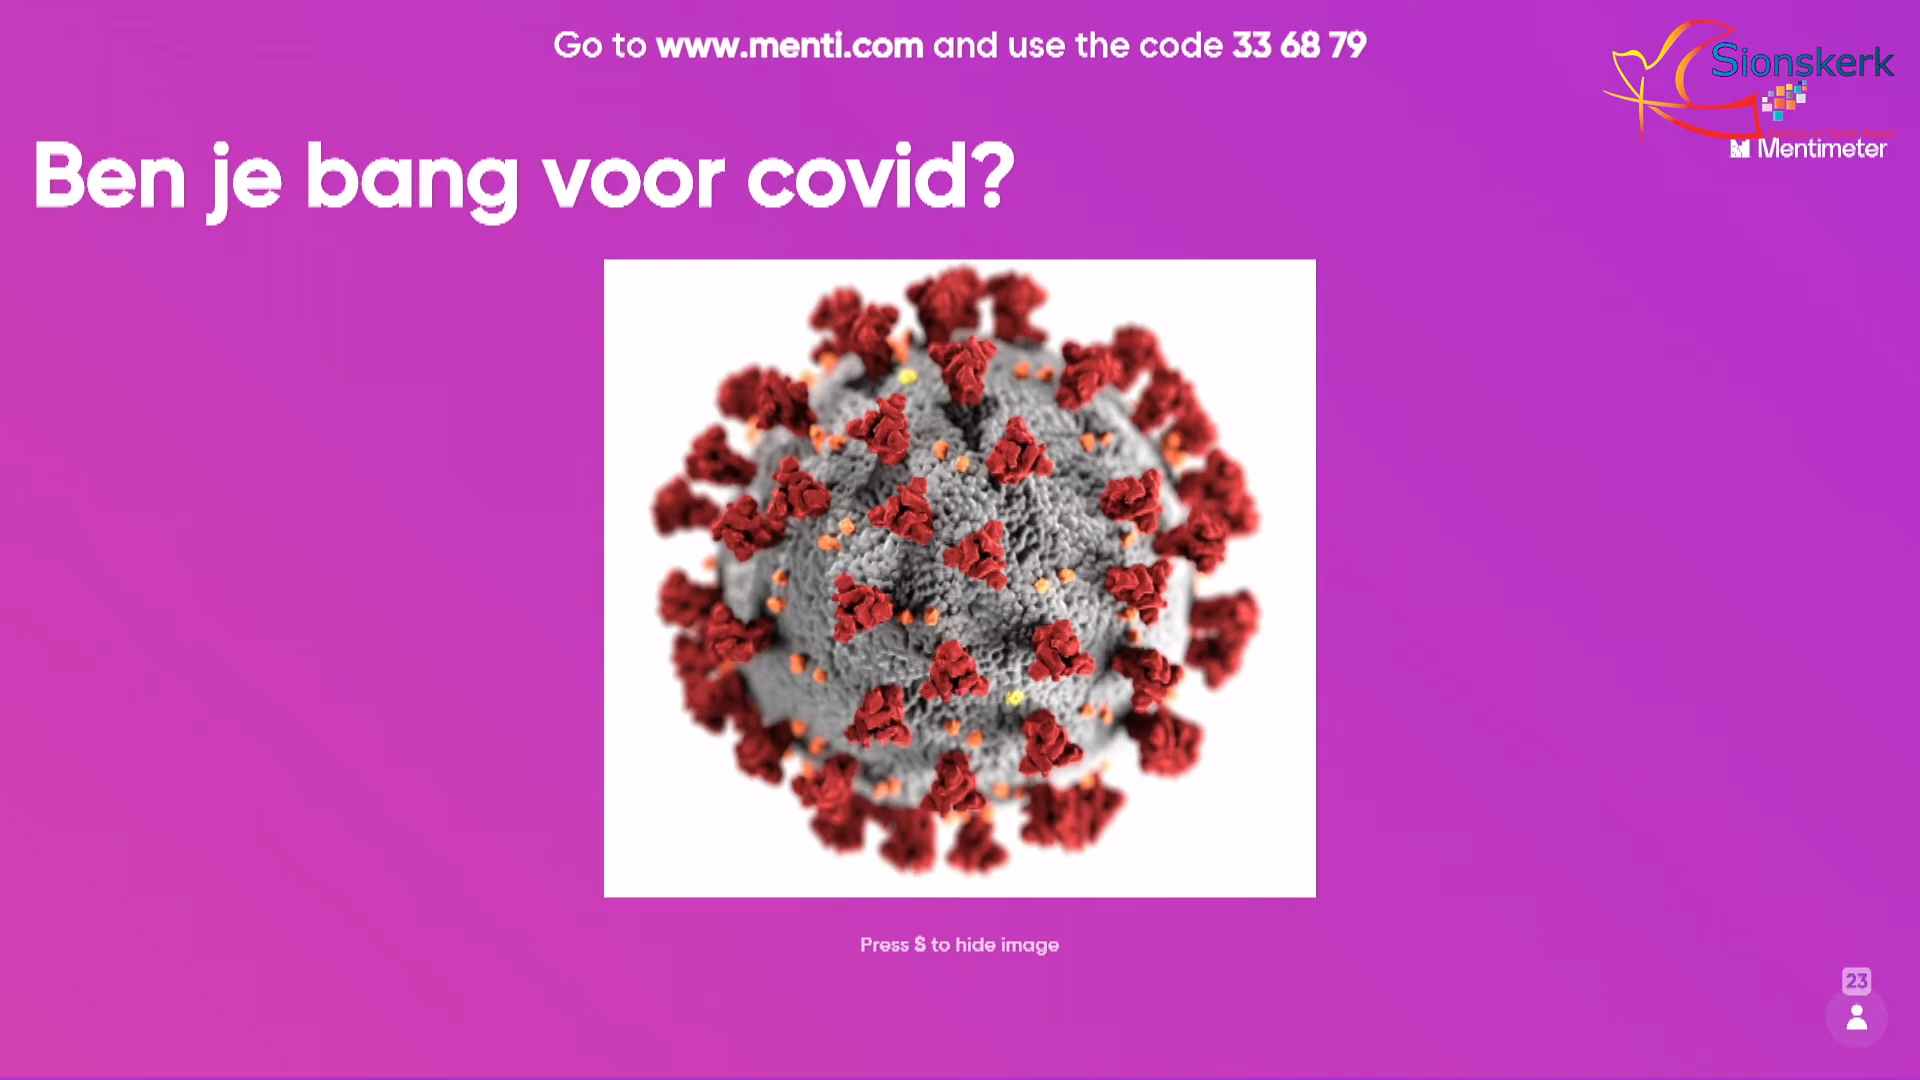 Go to www.menti.com and use the code 33 68 79
Sionskerk
Mentimeter
Ben je bang voor covid?
Press S to hide image
23